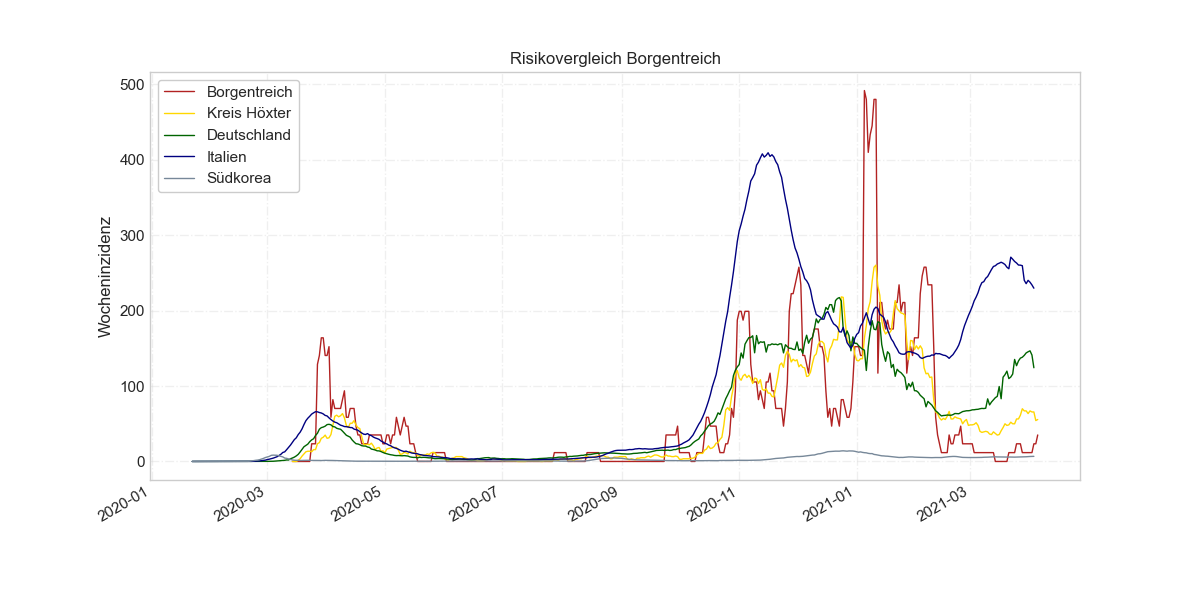 Risikovergleich Borgentreich
Wocheninzidenz
500
400
300
200
100
0
Borgentreich
Kreis Höxter
Deutschland
Italien
Südkorea
2020-01
2020-03
2020-05
2020-07
2020-09
2020-11
2021-01
2021-03